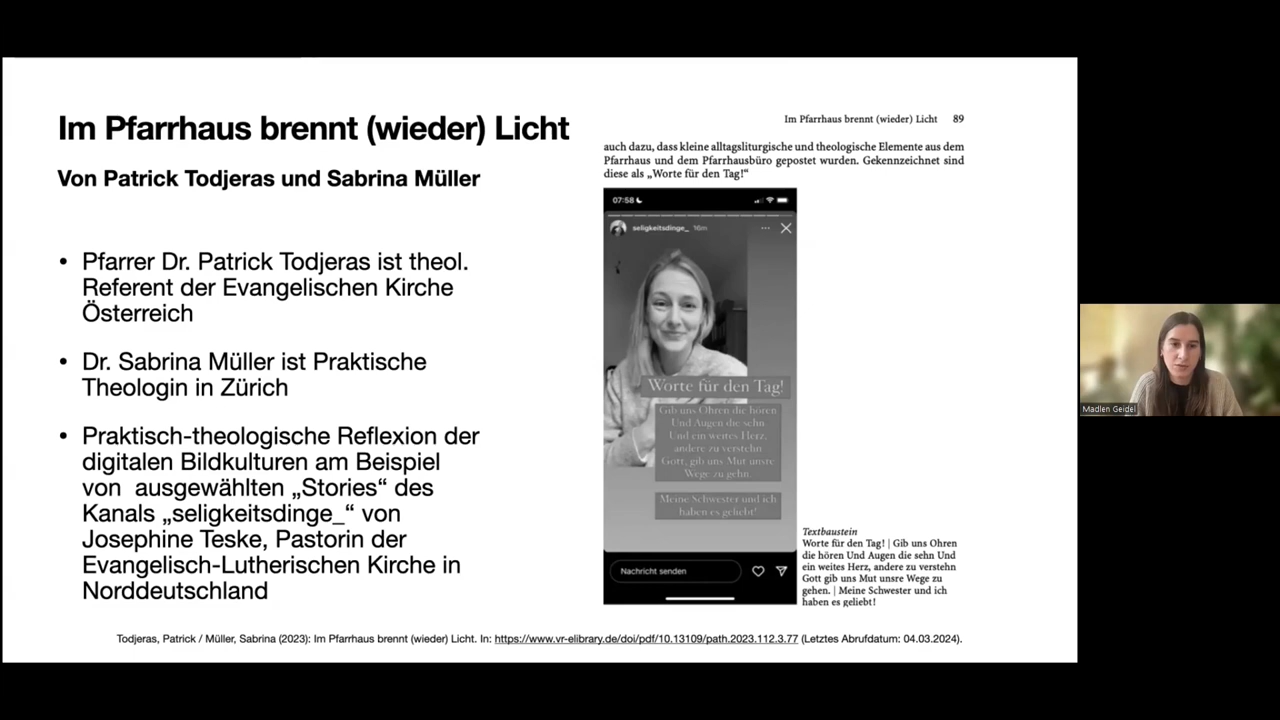 Im Pfarrhaus brennt (wieder) Licht
Von Patrick Todjeras und Sabrina Müller
• Pfarrer Dr. Patrick Todjeras ist theol.
Referent der Evangelischen Kirche
Österreich
• Dr. Sabrina Müller ist Praktische
Theologin in Zürich
• Praktisch-theologische Reflexion der
digitalen Bildkulturen am Beispiel
von ausgewählten „Stories“ des
Kanals „seligkeitsdinge_“ von
Josephine Teske, Pastorin der
Evangelisch-Lutherischen Kirche in
Norddeutschland
Im Pfarrhaus brennt (wieder) Licht 89
auch dazu, dass kleine alltagsliturgische und theologische Elemente aus dem
Pfarrhaus und dem Pfarrhausbüro gepostet wurden. Gekennzeichnet sind
diese als „Worte für den Tag!“
07:58
seligkeitsdinge_ 16m
Worte für den Tag!
Gib uns Ohren die hören
Und Augen die sehn
Und ein weites Herz,
andere zu verstehn
Gott, gib uns Mut unsre
Wege zu gehn.
Meine Schwester und ich
haben es geliebt!
Nachricht senden
Textbaustein
Worte für den Tag! | Gib uns Ohren
die hören Und Augen die sehn Und
ein weites Herz, andere zu verstehn
Gott gib uns Mut unsre Wege zu
gehen. | Meine Schwester und ich
haben es geliebt!
Todjeras, Patrick / Müller, Sabrina (2023): Im Pfarrhaus brennt (wieder) Licht. In: https://www.vr-elibrary.de/doi/pdf/10.13109/path.2023.112.3.77 (Letztes Abrufdatum: 04.03.2024).
Madlen Geidel